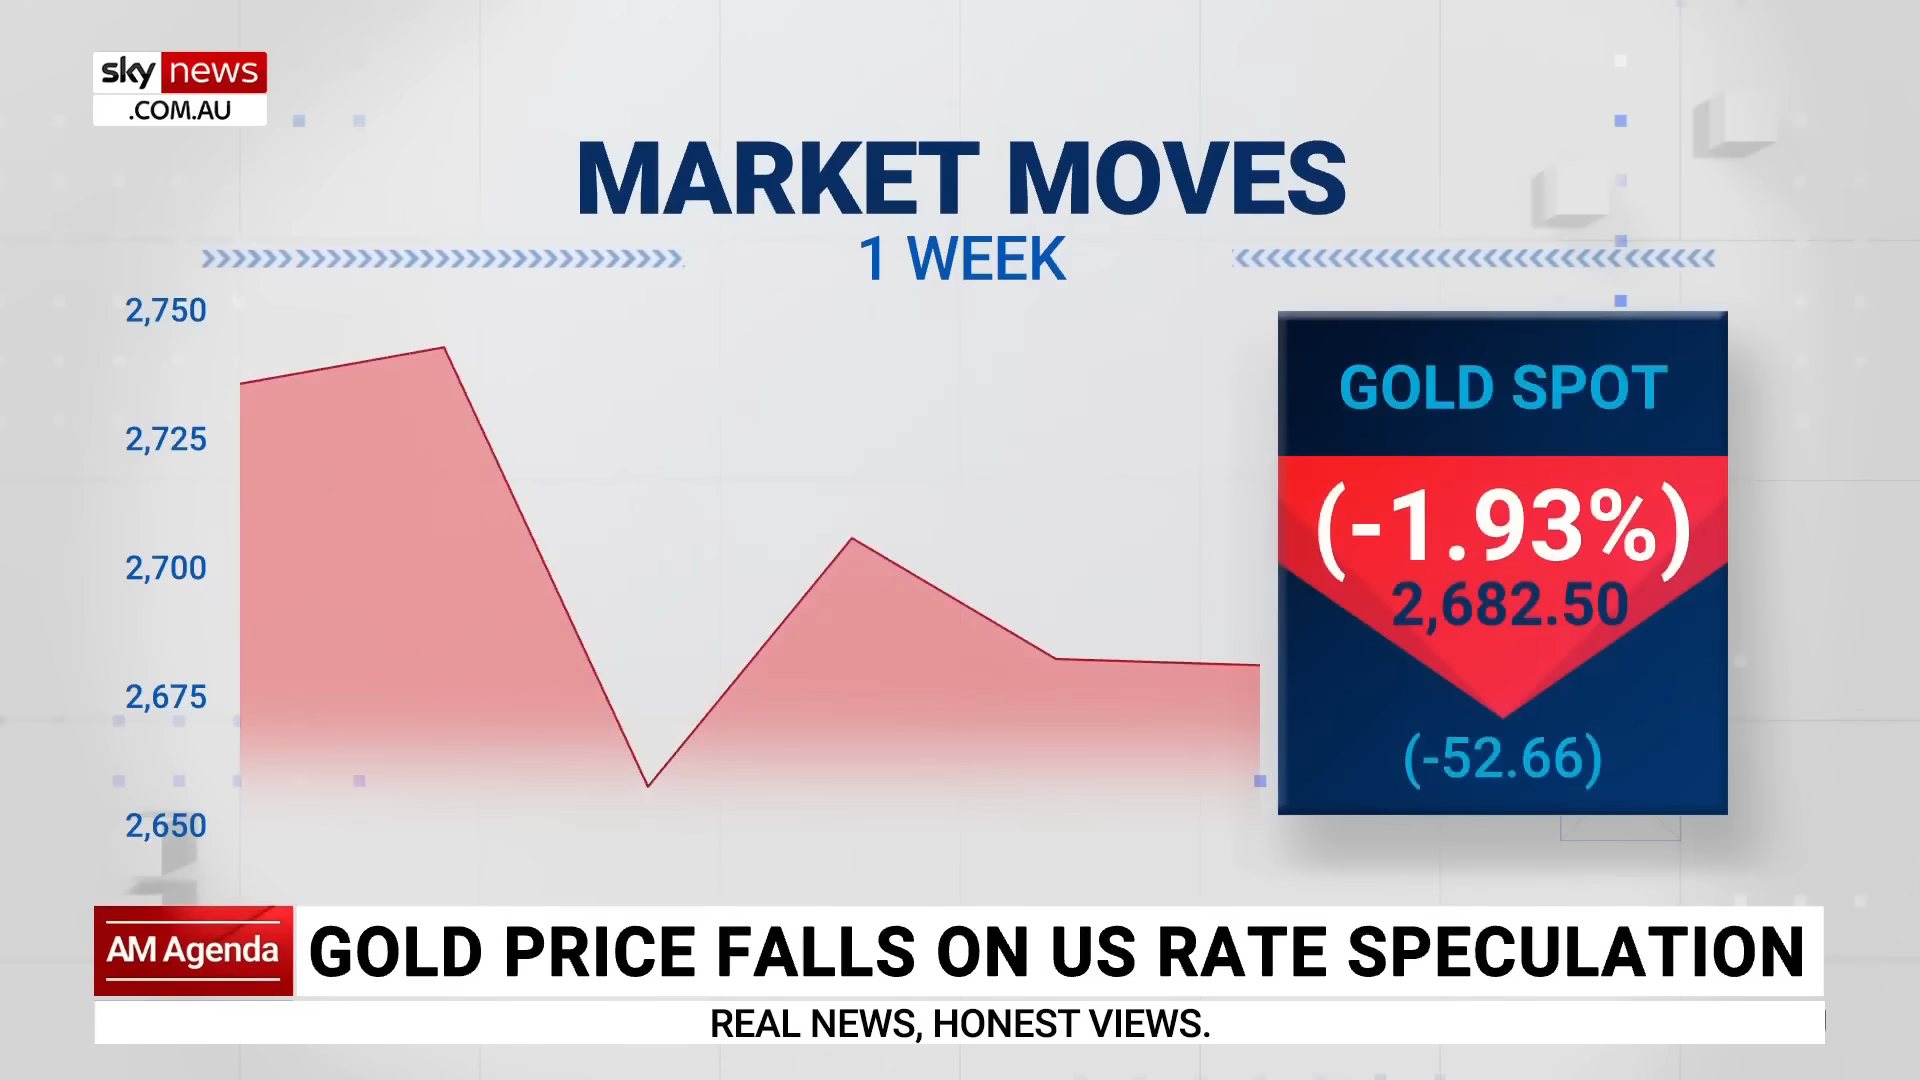 sky news
.COM.AU
MARKET MOVES
1 WEEK
2,750
2,725
2,700
2,675
2,650
GOLD SPOT
(-1.93%)
2,682.50
(-52.66)
AM Agenda
GOLD PRICE FALLS ON US RATE SPECULATION
REAL NEWS, HONEST VIEWS.